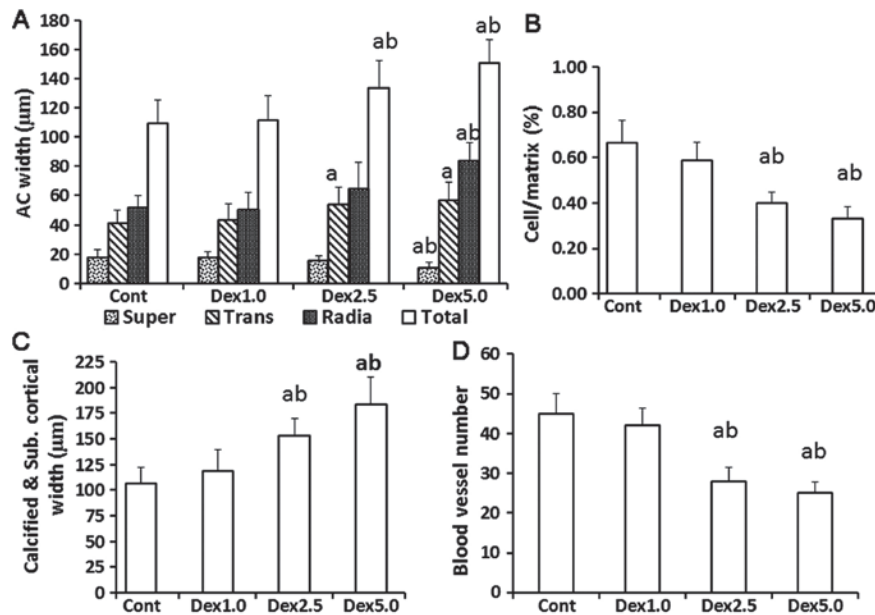 A
AC width (µm)
180
160
140
120
100
80
60
40
20
0
a
ab
a
ab
ab
ab
Cont Dex1.0 Dex2.5 Dex5.0
Super Trans Radia Total
B
Cell/matrix (%)
1.00
0.80
0.60
0.40
0.20
0.00
ab
ab
Cont Dex1.0 Dex2.5 Dex5.0
C
Calcified & Sub. cortical
width (µm)
225
200
175
150
125
100
75
50
25
0
ab
ab
Cont Dex1.0 Dex2.5 Dex5.0
D
Blood vessel number
60
50
40
30
20
10
0
ab
ab
Cont Dex1.0 Dex2.5 Dex5.0